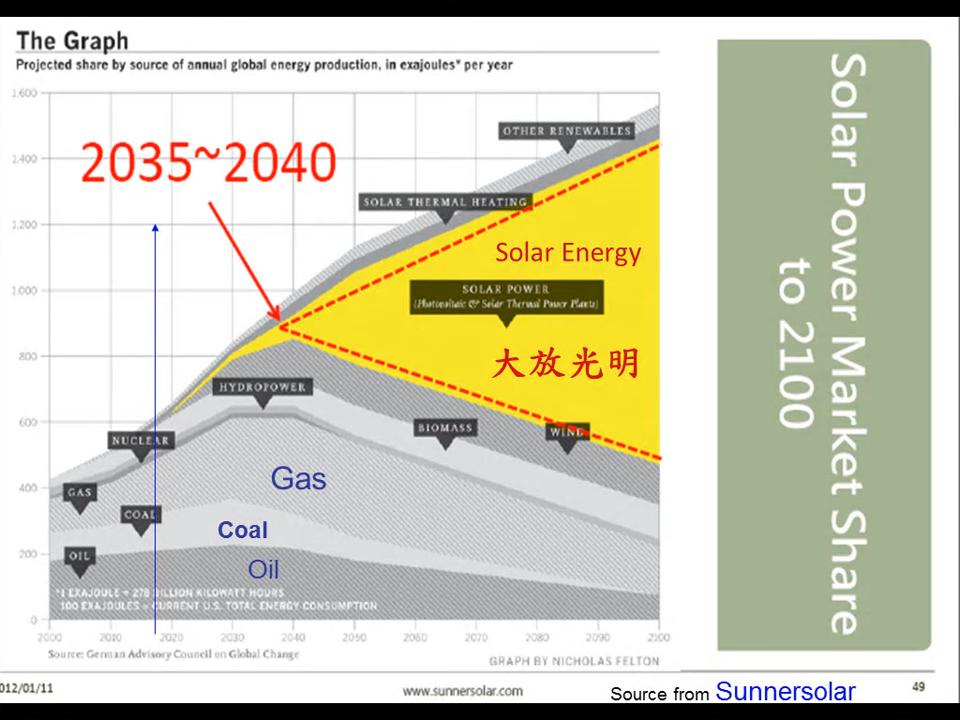 The Graph
Projected share by source of annual global energy production, in exajoules* per year
1.600
1.400
1.200
1.000
800
600
400
200
0
2035~2040
OTHER RENEWABLES
SOLAR THERMAL HEATING
Solar Energy
SOLAR POWER
(Photovoltaic & Solar Thermal Power Plants)
大放光明
HYDROPOWER
NUCLEAR
BIOMASS
WIND
GAS
Gas
COAL
Coal
OIL
Oil
*1 EXAJOULE = 278 BILLION KILOWATT HOURS
100 EXAJOULES = CURRENT U.S. TOTAL ENERGY CONSUMPTION
2000 2010 2020 2030 2040 2050 2060 2070 2080 2090 2100
Source: German Advisory Council on Global Change
GRAPH BY NICHOLAS FELTON
Solar Power Market Share
to 2100
012/01/11
www.sunnersolar.com
Source from Sunnersolar
49